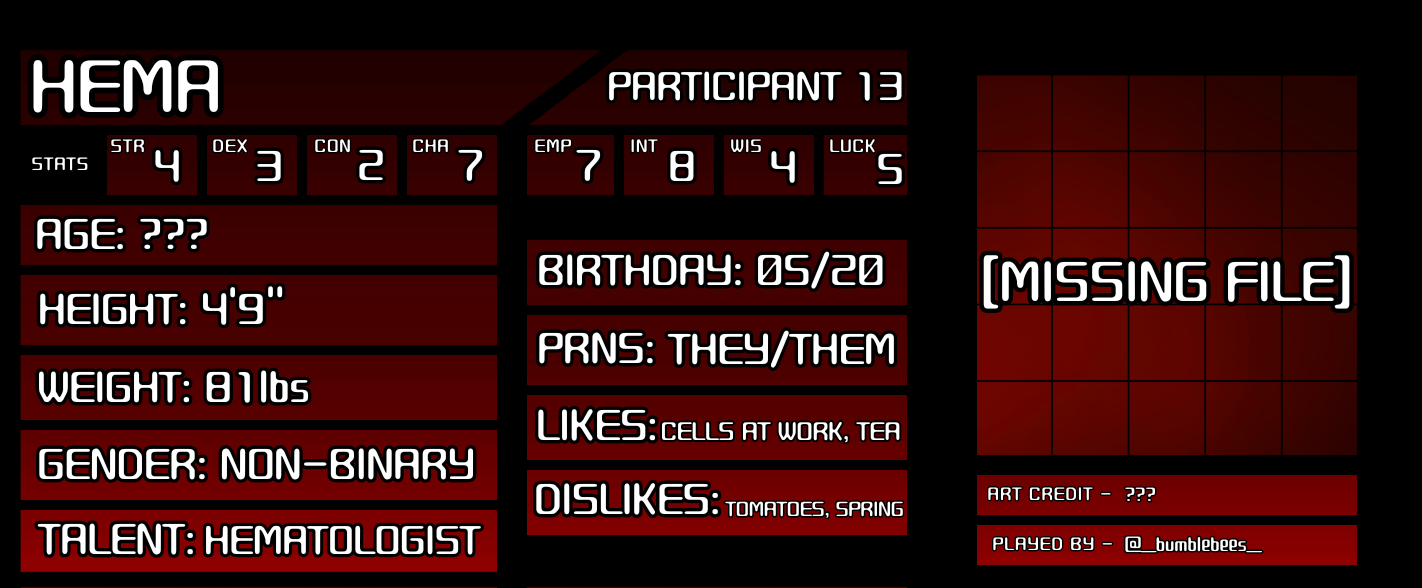 HEMA
PARTICIPANT 13
STATS
STR 4
DEX 3
CON 2
CHA 7
EMP 7
INT 8
WIS 4
LUCK 5
AGE: ???
HEIGHT: 4'9"
WEIGHT: 81lbs
GENDER: NON-BINARY
TALENT: HEMATOLOGIST
BIRTHDAY: 05/20
PRNS: THEY/THEM
LIKES: CELLS AT WORK, TEA
DISLIKES: TOMATOES, SPRING
[MISSING FILE]
ART CREDIT - ???
PLAYED BY - @_bumblebees_